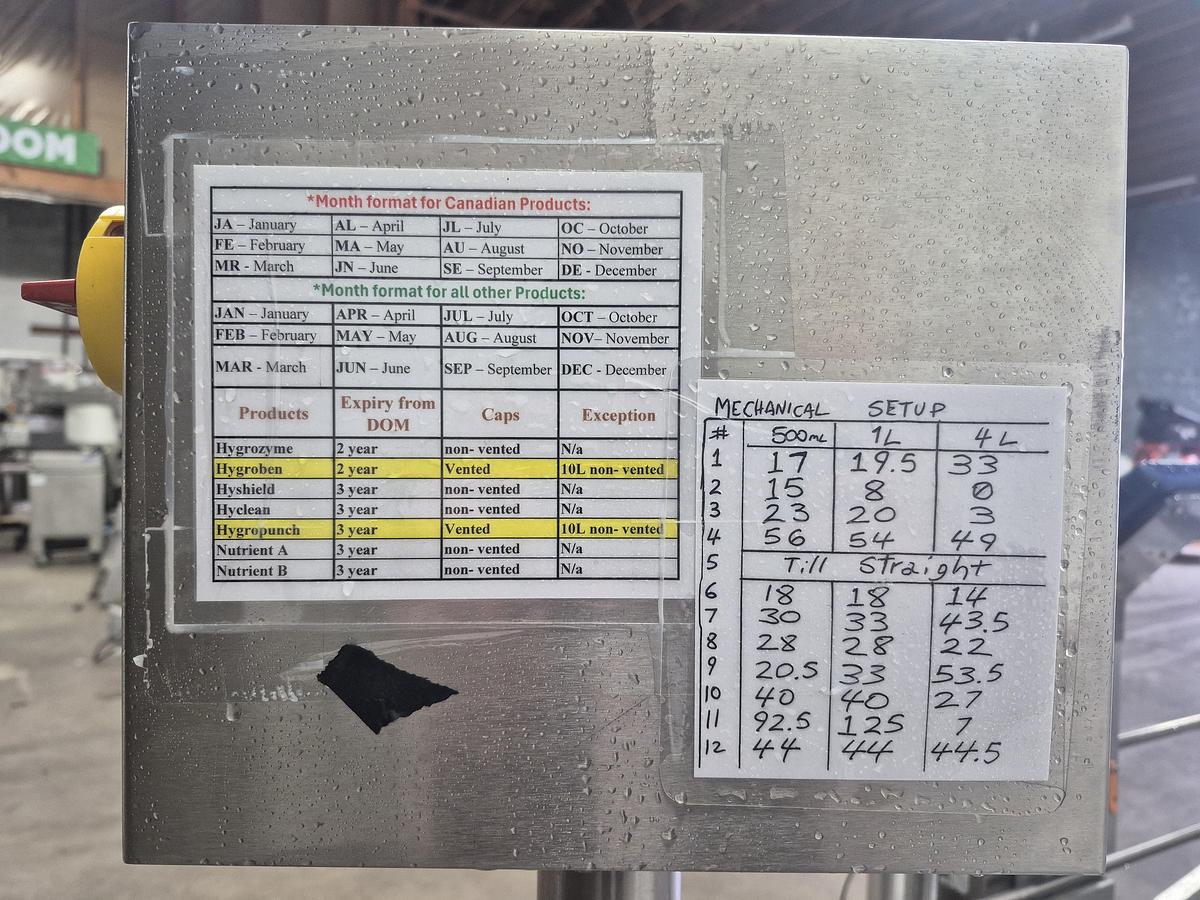 OOM
*Month format for Canadian Products:
JA – January AL – April JL – July OC – October
FE – February MA – May AU – August NO – November
MR - March JN – June SE – September DE - December
*Month format for all other Products:
JAN – January APR – April JUL – July OCT – October
FEB – February MAY – May AUG – August NOV– November
MAR - March JUN – June SEP – September DEC - December
Products Expiry from DOM Caps Exception
Hygrozyme 2 year non- vented N/a
Hygroben 2 year Vented 10L non- vented
Hyshield 3 year non- vented N/a
Hyclean 3 year non- vented N/a
Hygropunch 3 year Vented 10L non- vented
Nutrient A 3 year non- vented N/a
Nutrient B 3 year non- vented N/a
MECHANICAL SETUP
# 500mL 1L 4L
1 17 19.5 33
2 15 8 0
3 23 20 3
4 56 54 49
5 Till Straight
6 18 18 14
7 30 33 43.5
8 28 28 22
9 20.5 33 53.5
10 40 40 27
11 92.5 125 7
12 44 44 44.5